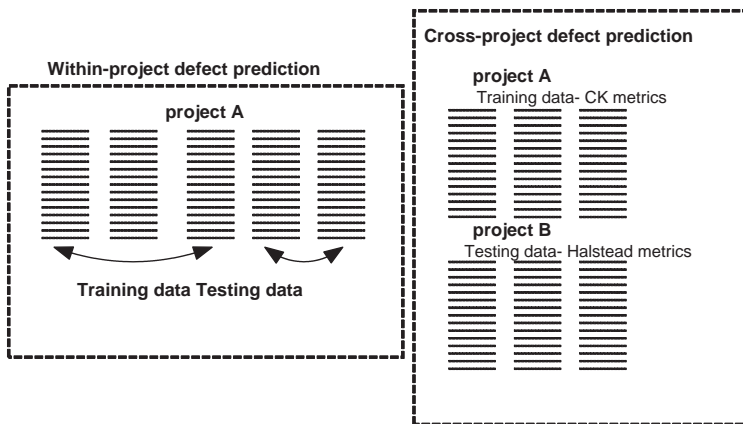 Within-project defect prediction
project A
Training data Testing data
Cross-project defect prediction
project A
Training data- CK metrics
project B
Testing data- Halstead metrics